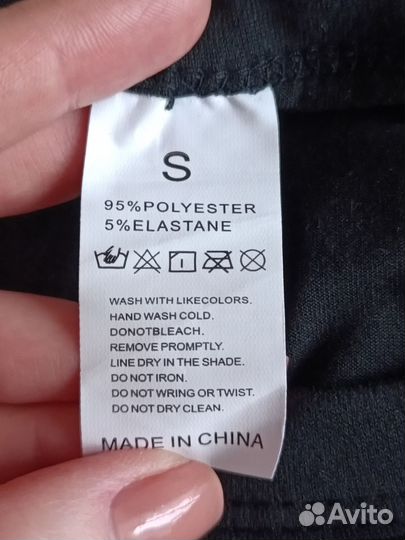 S
95%POLYESTER
5%ELASTANE
WASH WITH LIKECOLORS.
HAND WASH COLD.
DONOTBLEACH.
REMOVE PROMPTLY.
LINE DRY IN THE SHADE.
DO NOT IRON.
DO NOT WRING OR TWIST.
DO NOT DRY CLEAN.
MADE IN CHINA
Avito